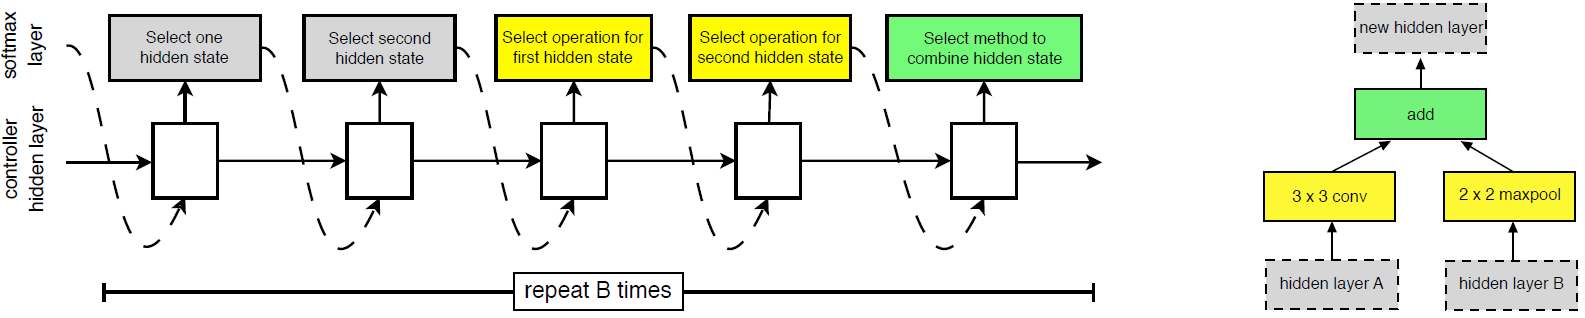 softmax
layer
controller
hidden layer
Select one
hidden state
Select second
hidden state
Select operation for
first hidden state
Select operation for
second hidden state
Select method to
combine hidden state
repeat B times
new hidden layer
add
3 x 3 conv
2 x 2 maxpool
hidden layer A
hidden layer B